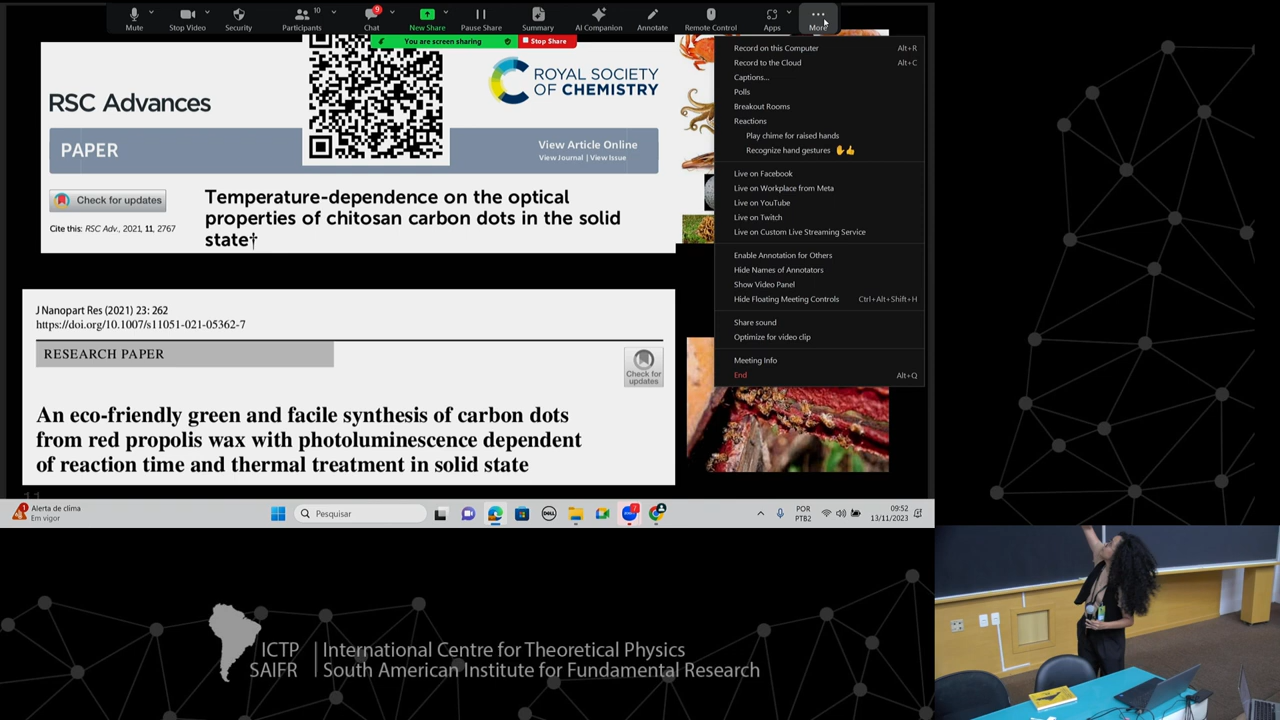 Mute
Stop Video
Security
Participants
10
Chat
9
New Share
Pause Share
Summary
AI Companion
Annotate
Remote Control
Apps
More
You are screen sharing
Stop Share
RSC Advances
ROYAL SOCIETY
OF CHEMISTRY
PAPER
View Article Online
View Journal | View Issue
Check for updates
Cite this: RSC Adv., 2021, 11, 2767
Temperature-dependence on the optical
properties of chitosan carbon dots in the solid
state†
J Nanopart Res (2021) 23: 262
https://doi.org/10.1007/s11051-021-05362-7
RESEARCH PAPER
Check for
updates
An eco-friendly green and facile synthesis of carbon dots
from red propolis wax with photoluminescence dependent
of reaction time and thermal treatment in solid state
11
Record on this Computer Alt+R
Record to the Cloud Alt+C
Captions...
Polls
Breakout Rooms
Reactions
Play chime for raised hands
Recognize hand gestures
Live on Facebook
Live on Workplace from Meta
Live on YouTube
Live on Twitch
Live on Custom Live Streaming Service
Enable Annotation for Others
Hide Names of Annotators
Show Video Panel
Hide Floating Meeting Controls Ctrl+Alt+Shift+H
Share sound
Optimize for video clip
Meeting Info
End Alt+Q
1
Alerta de clima
Em vigor
Pesquisar
DELL
7
POR
PTB2
09:52
13/11/2023
ICTP
SAIFR
International Centre for Theoretical Physics
South American Institute for Fundamental Research